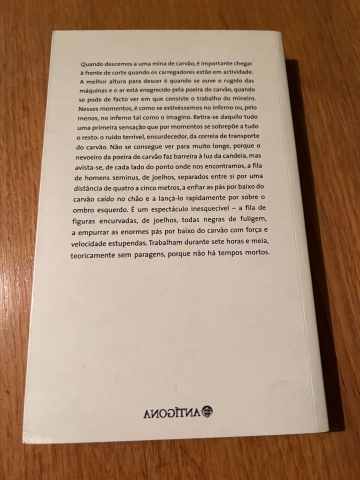 Quando descemos a uma mina de carvão, é importante chegar
à frente de corte quando os carregadores estão em actividade.
A melhor altura para descer é quando se ouve o rugido das
máquinas e o ar está enegrecido pela poeira do carvão, quando
se pode de facto ver em que consiste o trabalho do mineiro.
Nesses momentos, é como se estivéssemos no inferno ou, pelo
menos, no inferno tal como o imagino. Retira-se daquilo tudo
uma primeira sensação que por momentos se sobrepõe a tudo
o resto: o ruído terrível, ensurdecedor, da correia de transporte
do carvão. Não se consegue ver para muito longe, porque o
nevoeiro da poeira de carvão faz barreira à luz da candeia, mas
avista-se, de cada lado do ponto onde nos encontramos, a fila
de homens seminus, de joelhos, separados entre si por uma
distância de quatro a cinco metros, a enfiar as pás por baixo do
carvão caído no chão e a lançá-lo rapidamente por sobre o
ombro esquerdo. É um espectáculo inesquecível – a fila de
figuras encurvadas, de joelhos, todas negras de fuligem,
a empurrar as enormes pás por baixo do carvão com força e
velocidade estupendas. Trabalham durante sete horas e meia,
teoricamente sem paragens, porque não há tempos mortos.
ANTÍGONA